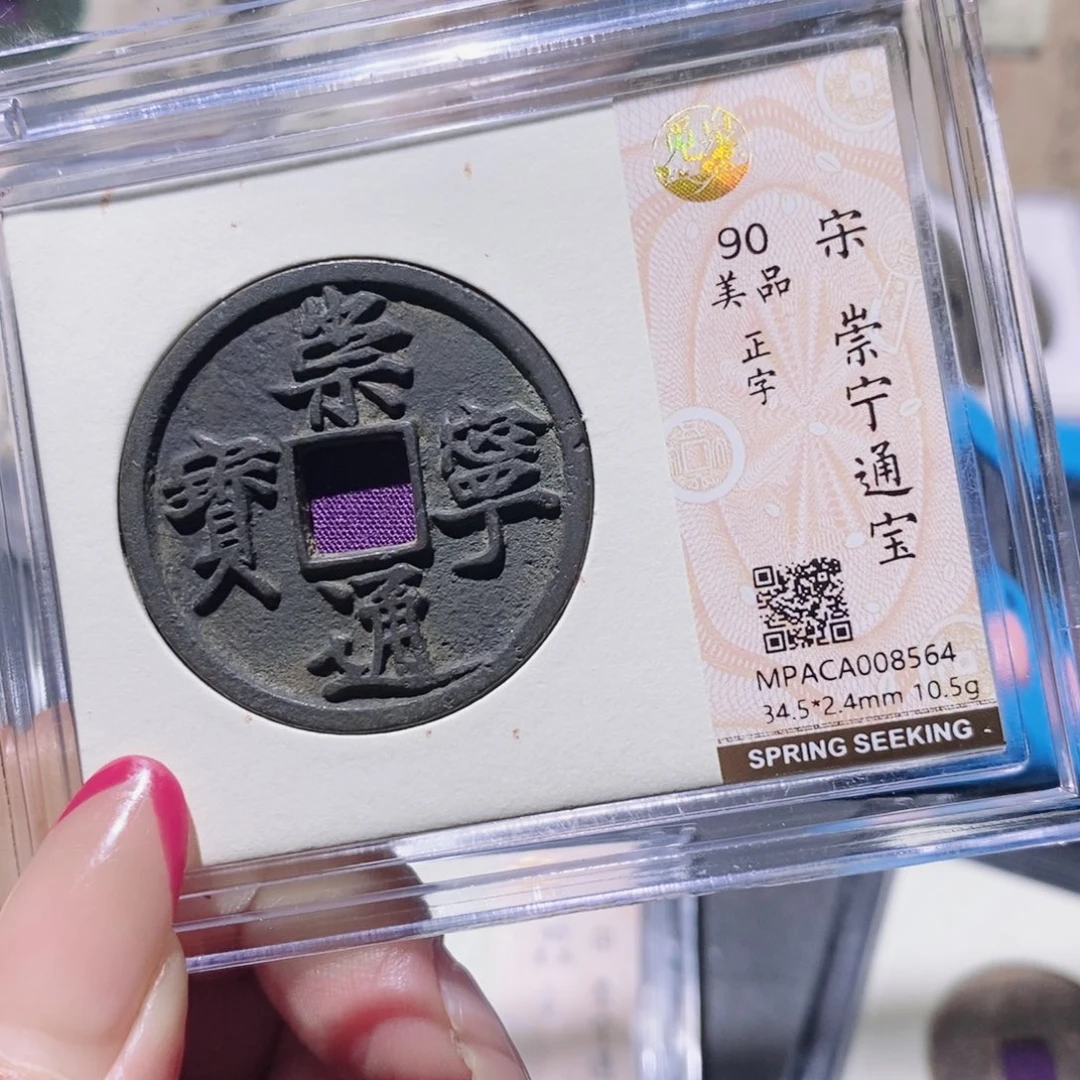 崇
寧
通
寶
宋 崇宁通宝
90
美品
正字
MPACA008564
34.5*2.4mm 10.5g
SPRING SEEKING